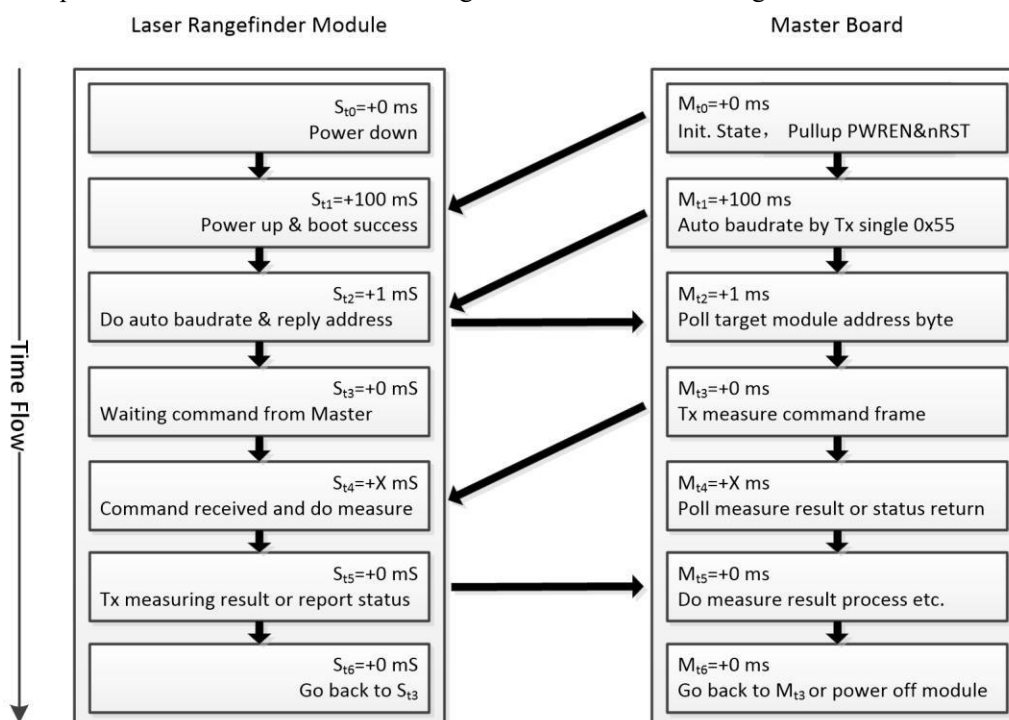 Laser Rangefinder Module
Master Board
Time Flow
St0=+0 ms
Power down
St1=+100 mS
Power up & boot success
St2=+1 mS
Do auto baudrate & reply address
St3=+0 mS
Waiting command from Master
St4=+X mS
Command received and do measure
St5=+0 mS
Tx measuring result or report status
St6=+0 mS
Go back to St3
Mt0=+0 ms
Init. State， Pullup PWREN&nRST
Mt1=+100 ms
Auto baudrate by Tx single 0x55
Mt2=+1 ms
Poll target module address byte
Mt3=+0 ms
Tx measure command frame
Mt4=+X ms
Poll measure result or status return
Mt5=+0 ms
Do measure result process etc.
Mt6=+0 ms
Go back to Mt3 or power off module